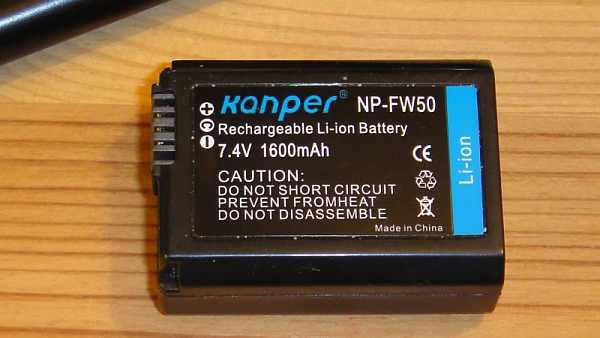 Kanper® NP-FW50
Rechargeable Li-ion Battery
7.4V 1600mAh
CE
CAUTION:
DO NOT SHORT CIRCUIT
PREVENT FROMHEAT
DO NOT DISASSEMBLE
Made in China
Li-ion